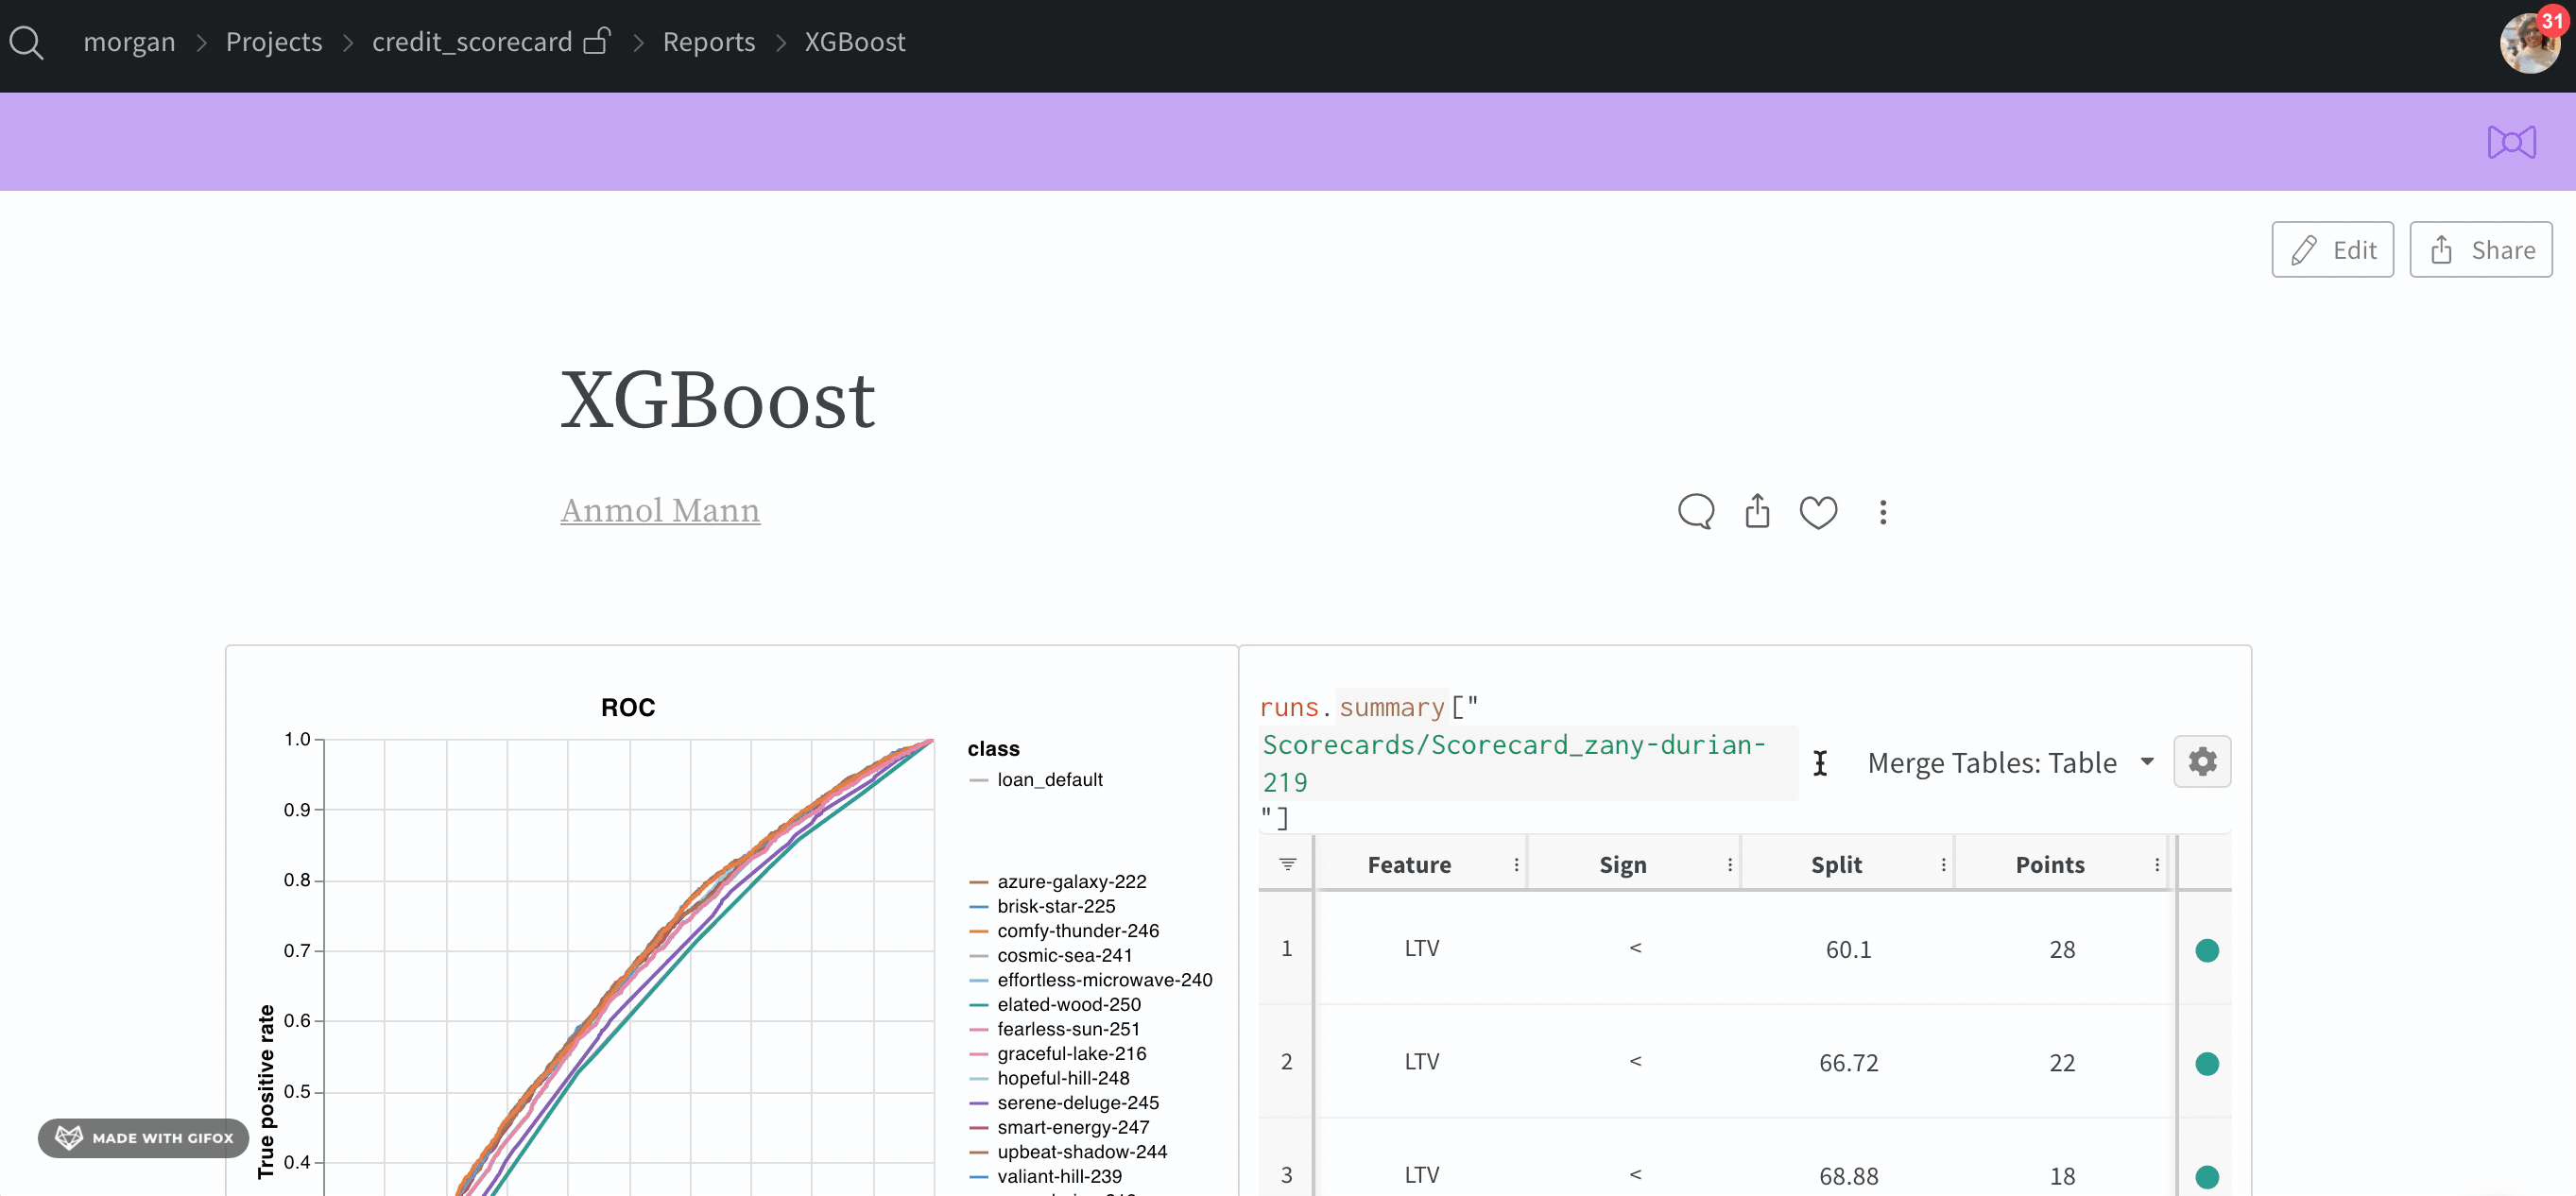 morgan > Projects > credit_scorecard > Reports > XGBoost
31
Edit
Share
XGBoost
Anmol Mann
ROC
1.0
0.9
0.8
0.7
0.6
0.5
0.4
True positive rate
class
loan_default
azure-galaxy-222
brisk-star-225
comfy-thunder-246
cosmic-sea-241
effortless-microwave-240
elated-wood-250
fearless-sun-251
graceful-lake-216
hopeful-hill-248
serene-deluge-245
smart-energy-247
upbeat-shadow-244
valiant-hill-239
runs.summary["
Scorecards/Scorecard_zany-durian-
219
"]
Merge Tables: Table
Feature Sign Split Points
1 LTV < 60.1 28
2 LTV < 66.72 22
3 LTV < 68.88 18
MADE WITH GIFOX